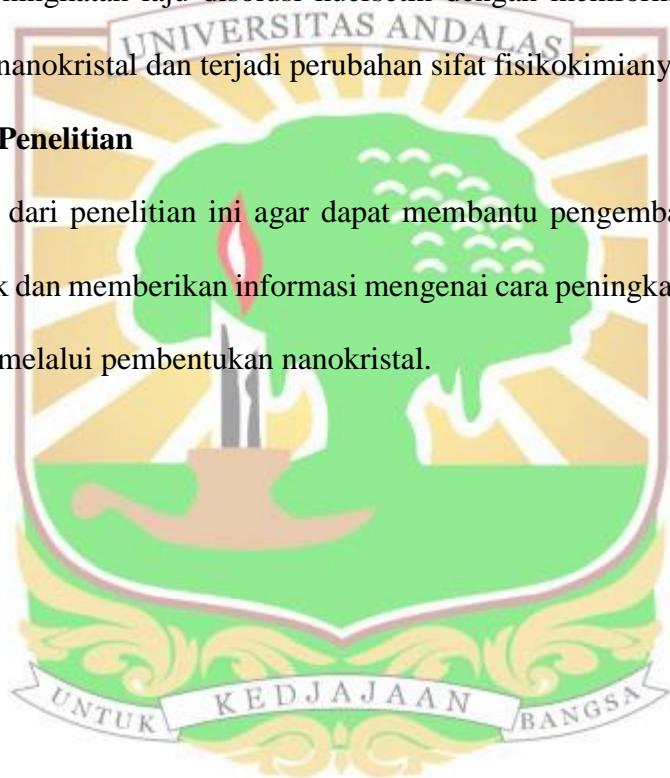 UNIVERSITAS ANDALAS
nanokristal dan terjadi perubahan sifat fisikokimiany
Penelitian
dari penelitian ini agar dapat membantu pengemba
k dan memberikan informasi mengenai cara peningka
melalui pembentukan nanokristal.
UNTUK KEDJAJAAN BANGSA